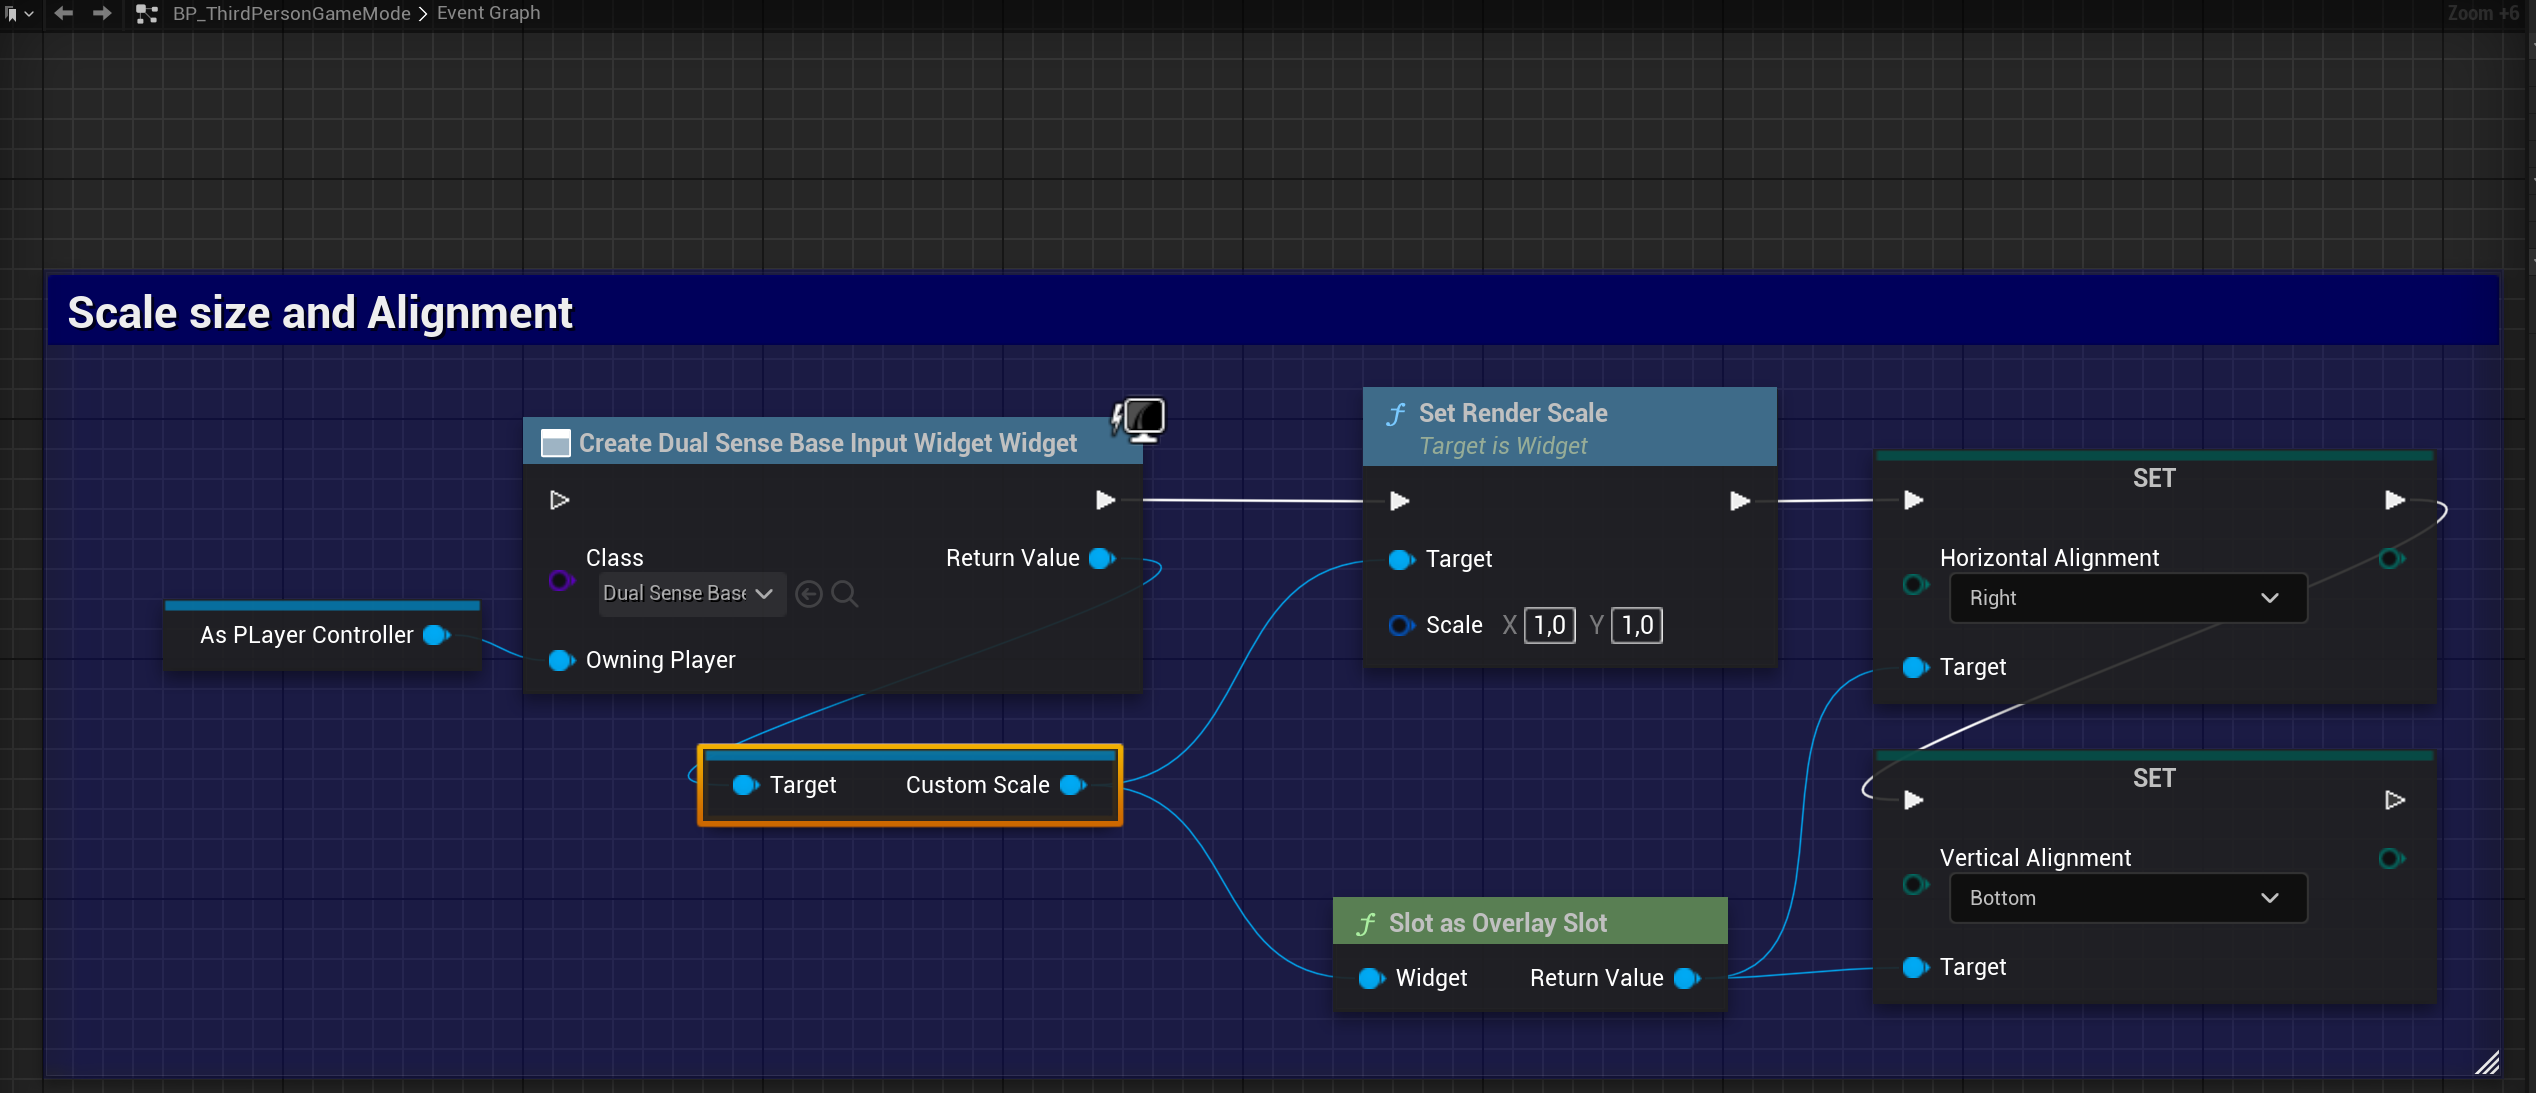 BP_ThirdPersonGameMode > Event Graph
Zoom +6
Scale size and Alignment
Create Dual Sense Base Input Widget Widget
Class
Return Value
Dual Sense Base
Owning Player
As PLayer Controller
Target
Custom Scale
Set Render Scale
Target is Widget
Target
Scale X 1,0 Y 1,0
Slot as Overlay Slot
Widget
Return Value
SET
Horizontal Alignment
Right
Target
SET
Vertical Alignment
Bottom
Target